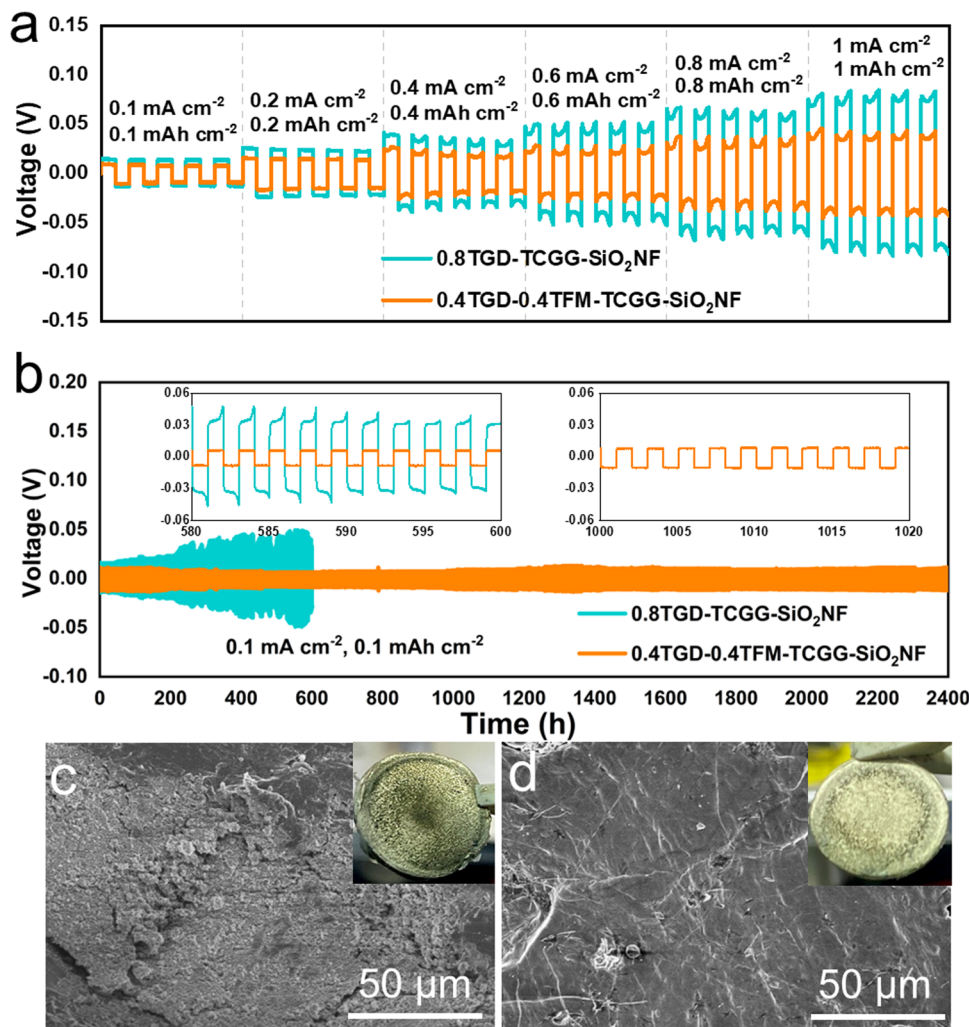 a
0.15
0.10
0.05
0.00
-0.05
-0.10
-0.15
Voltage (V)
0.1 mA cm-2
0.1 mAh cm-2
0.2 mA cm-2
0.2 mAh cm-2
0.4 mA cm-2
0.4 mAh cm-2
0.6 mA cm-2
0.6 mAh cm-2
0.8 mA cm-2
0.8 mAh cm-2
1 mA cm-2
1 mAh cm-2
0.8TGD-TCGG-SiO2NF
0.4TGD-0.4TFM-TCGG-SiO2NF
b
0.20
0.15
0.10
0.05
0.00
-0.05
-0.10
Voltage (V)
0.06
0.03
0.00
-0.03
-0.06
580 585 590 595 600
0.06
0.03
0.00
-0.03
-0.06
1000 1005 1010 1015 1020
0.1 mA cm-2, 0.1 mAh cm-2
0.8TGD-TCGG-SiO2NF
0.4TGD-0.4TFM-TCGG-SiO2NF
0 200 400 600 800 1000 1200 1400 1600 1800 2000 2200 2400
Time (h)
c
50 µm
d
50 µm